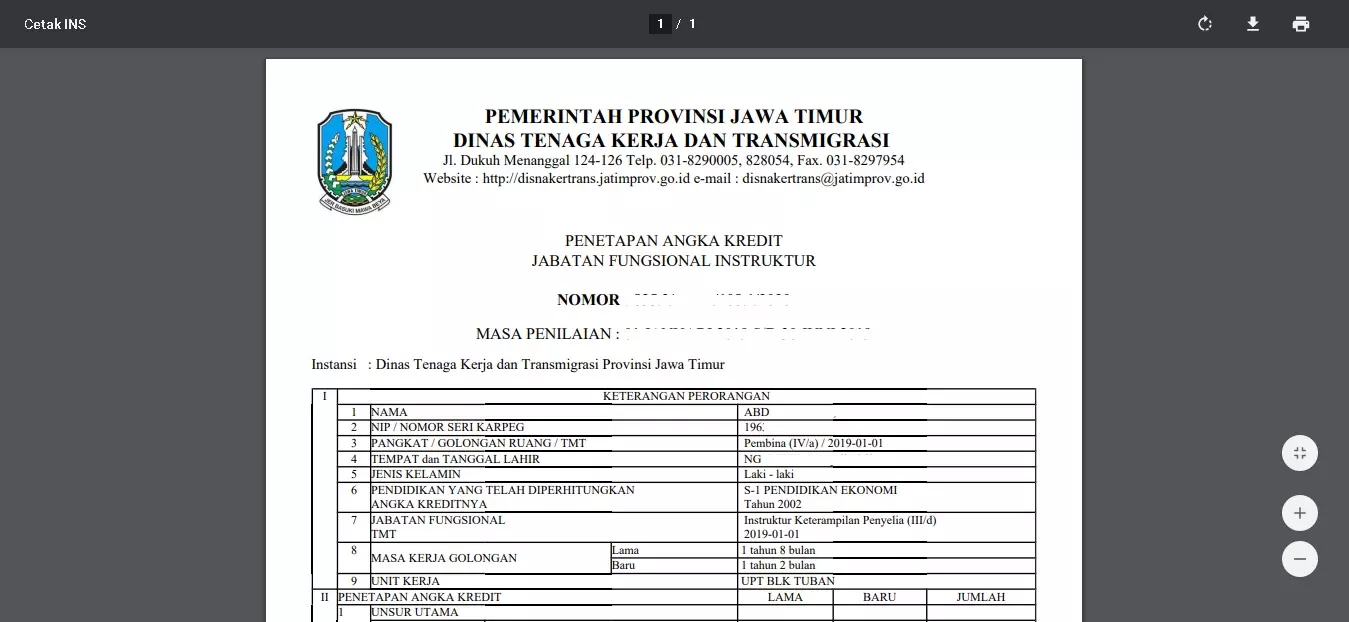 Cetak INS
1 / 1
PEMERINTAH PROVINSI JAWA TIMUR
DINAS TENAGA KERJA DAN TRANSMIGRASI
Jl. Dukuh Menanggal 124-126 Telp. 031-8290005, 828054, Fax. 031-8297954
Website : http://disnakertrans.jatimprov.go.id e-mail : disnakertrans@jatimprov.go.id
JAWA TIMUR
JER BASUKI MAWA BEYA
PENETAPAN ANGKA KREDIT
JABATAN FUNGSIONAL INSTRUKTUR
NOMOR
MASA PENILAIAN :
Instansi : Dinas Tenaga Kerja dan Transmigrasi Provinsi Jawa Timur
I KETERANGAN PERORANGAN
1 NAMA ABD
2 NIP / NOMOR SERI KARPEG 196
3 PANGKAT / GOLONGAN RUANG / TMT Pembina (IV/a) / 2019-01-01
4 TEMPAT dan TANGGAL LAHIR NG
5 JENIS KELAMIN Laki - laki
6 PENDIDIKAN YANG TELAH DIPERHITUNGKAN S-1 PENDIDIKAN EKONOMI
ANGKA KREDITNYA Tahun 2002
7 JABATAN FUNGSIONAL Instruktur Keterampilan Penyelia (III/d)
TMT 2019-01-01
8 MASA KERJA GOLONGAN Lama 1 tahun 8 bulan
Baru 1 tahun 2 bulan
9 UNIT KERJA UPT BLK TUBAN
II PENETAPAN ANGKA KREDIT LAMA BARU JUMLAH
1 UNSUR UTAMA